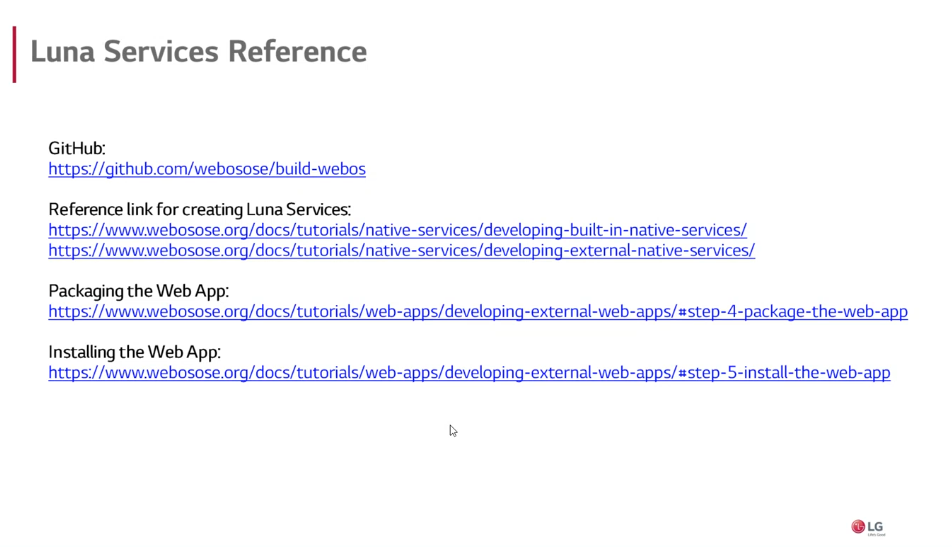 Luna Services Reference
GitHub:
https://github.com/webosose/build-webos
Reference link for creating Luna Services:
https://www.webosose.org/docs/tutorials/native-services/developing-built-in-native-services/
https://www.webosose.org/docs/tutorials/native-services/developing-external-native-services/
Packaging the Web App:
https://www.webosose.org/docs/tutorials/web-apps/developing-external-web-apps/#step-4-package-the-web-app
Installing the Web App:
https://www.webosose.org/docs/tutorials/web-apps/developing-external-web-apps/#step-5-install-the-web-app
LG